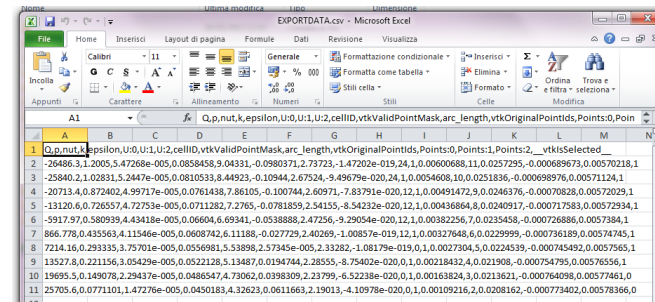 Nome Ultima modifica Tipo Dimensione
EXPORTDATA.csv - Microsoft Excel
File Home Inserisci Layout di pagina Formule Dati Revisione Visualizza
Calibri 11 Generale Formattazione condizionale Inserisci Σ
Incolla G C S A A % 000 Formatta come tabella Elimina Ordina Trova e
A Stili cella Formato e filtra seleziona
Appunti Carattere Allineamento Numeri Stili Celle Modifica
A1 fx Q,p,nut,k,epsilon,U:0,U:1,U:2,cellID,vtkValidPointMask,arc_length,vtkOriginalPointIds,Points:0,Poin
A B C D E F G H I J K L M N
1 Q,p,nut,k,epsilon,U:0,U:1,U:2,cellID,vtkValidPointMask,arc_length,vtkOriginalPointIds,Points:0,Points:1,Points:2,__vtkIsSelected__
2 -26486.3,1.2005,5.47268e-005,0.0858458,9.04331,-0.0980371,2.73723,-1.47202e-019,24,1,0.00600688,11,0.0257295,-0.000689673,0.00570218,1
3 -25840.2,1.02831,5.2447e-005,0.0810533,8.44923,-0.10944,2.67524,-9.49679e-020,24,1,0.0054608,10,0.0251836,-0.000698976,0.00571124,1
4 -20713.4,0.872402,4.99717e-005,0.0761438,7.86105,-0.100744,2.60971,-7.83791e-020,12,1,0.00491472,9,0.0246376,-0.00070828,0.00572029,1
5 -13120.6,0.726557,4.72753e-005,0.0711282,7.2765,-0.0781859,2.54155,-8.54232e-020,12,1,0.00436864,8,0.0240917,-0.000717583,0.00572934,1
6 -5917.97,0.580939,4.43418e-005,0.06604,6.69341,-0.0538888,2.47256,-9.29054e-020,12,1,0.00382256,7,0.0235458,-0.000726886,0.0057384,1
7 866.778,0.435563,4.11546e-005,0.0608742,6.11188,-0.027729,2.40269,-1.00857e-019,12,1,0.00327648,6,0.0229999,-0.000736189,0.00574745,1
8 7214.16,0.293335,3.75701e-005,0.0556981,5.53898,2.57345e-005,2.33282,-1.08179e-019,0,1,0.0027304,5,0.0224539,-0.000745492,0.0057565,1
9 13527.8,0.221156,3.05429e-005,0.0522128,5.13487,0.0194744,2.28555,-8.75402e-020,0,1,0.00218432,4,0.021908,-0.000754795,0.00576556,1
10 19695.5,0.149078,2.29437e-005,0.0486547,4.73062,0.0398309,2.23799,-6.52238e-020,0,1,0.00163824,3,0.0213621,-0.000764098,0.00577461,0
11 25705.6,0.0771101,1.47276e-005,0.0450183,4.32623,0.0611663,2.19013,-4.10978e-020,0,1,0.00109216,2,0.0208162,-0.000773402,0.00578366,0